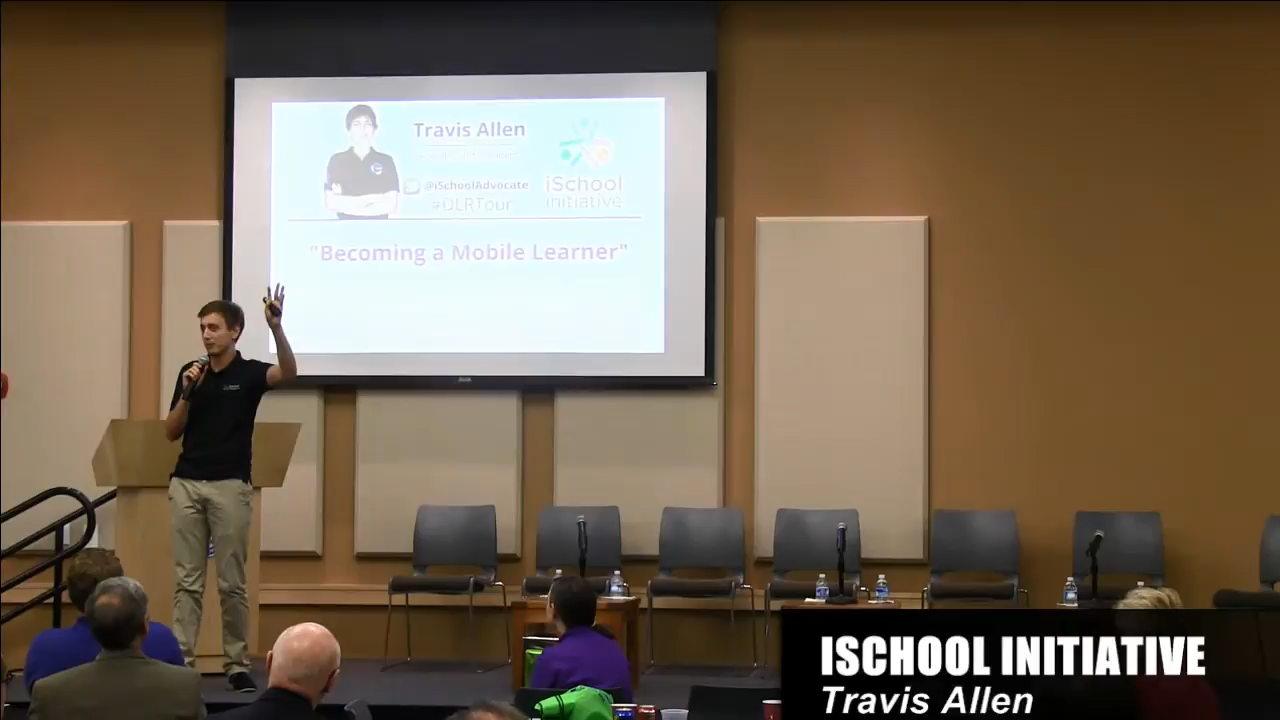 Travis Allen
@iSchoolAdvocate
#DLRTour
iSchool
initiative
"Becoming a Mobile Learner"
ISCHOOL INITIATIVE
Travis Allen